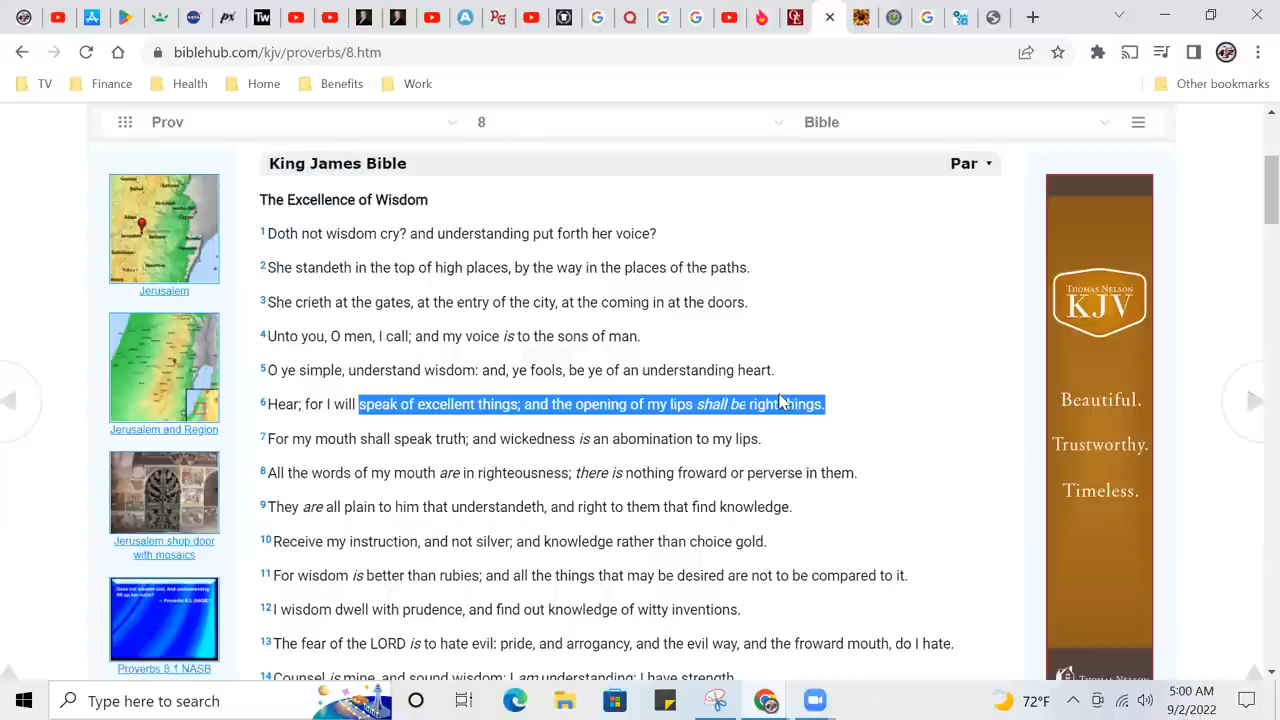 biblehub.com/kjv/proverbs/8.htm
TV Finance Health Home Benefits Work Other bookmarks
Prov 8 Bible
King James Bible Par
The Excellence of Wisdom
1 Doth not wisdom cry? and understanding put forth her voice?
2 She standeth in the top of high places, by the way in the places of the paths.
3 She crieth at the gates, at the entry of the city, at the coming in at the doors.
4 Unto you, O men, I call; and my voice is to the sons of man.
5 O ye simple, understand wisdom: and, ye fools, be ye of an understanding heart.
6 Hear; for I will speak of excellent things; and the opening of my lips shall be right things.
7 For my mouth shall speak truth; and wickedness is an abomination to my lips.
8 All the words of my mouth are in righteousness; there is nothing froward or perverse in them.
9 They are all plain to him that understandeth, and right to them that find knowledge.
10 Receive my instruction, and not silver; and knowledge rather than choice gold.
11 For wisdom is better than rubies; and all the things that may be desired are not to be compared to it.
12 I wisdom dwell with prudence, and find out knowledge of witty inventions.
13 The fear of the LORD is to hate evil: pride, and arrogancy, and the evil way, and the froward mouth, do I hate.
14 Counsel is mine, and sound wisdom: I am understanding; I have strength.
Jerusalem
Jerusalem and Region
Jerusalem shop door
with mosaics
Proverbs 8:1 NASB
THOMAS NELSON
KJV
Beautiful.
Trustworthy.
Timeless.
THOMAS NELSON
Type here to search
72°F
5:00 AM
9/2/2022